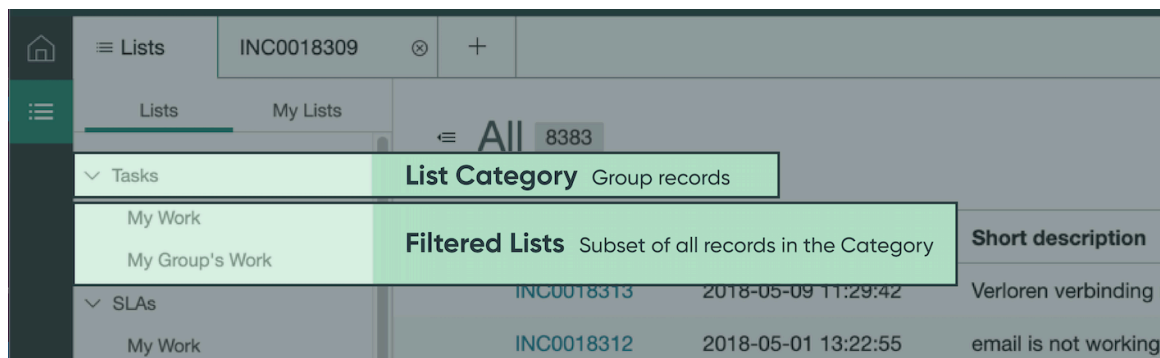 Lists
INC0018309
Lists
My Lists
All 8383
Tasks
List Category Group records
My Work
My Group's Work
Filtered Lists Subset of all records in the Category
Short description
SLAs
INC0018313 2018-05-09 11:29:42 Verloren verbinding
My Work
INC0018312 2018-05-01 13:22:55 email is not working